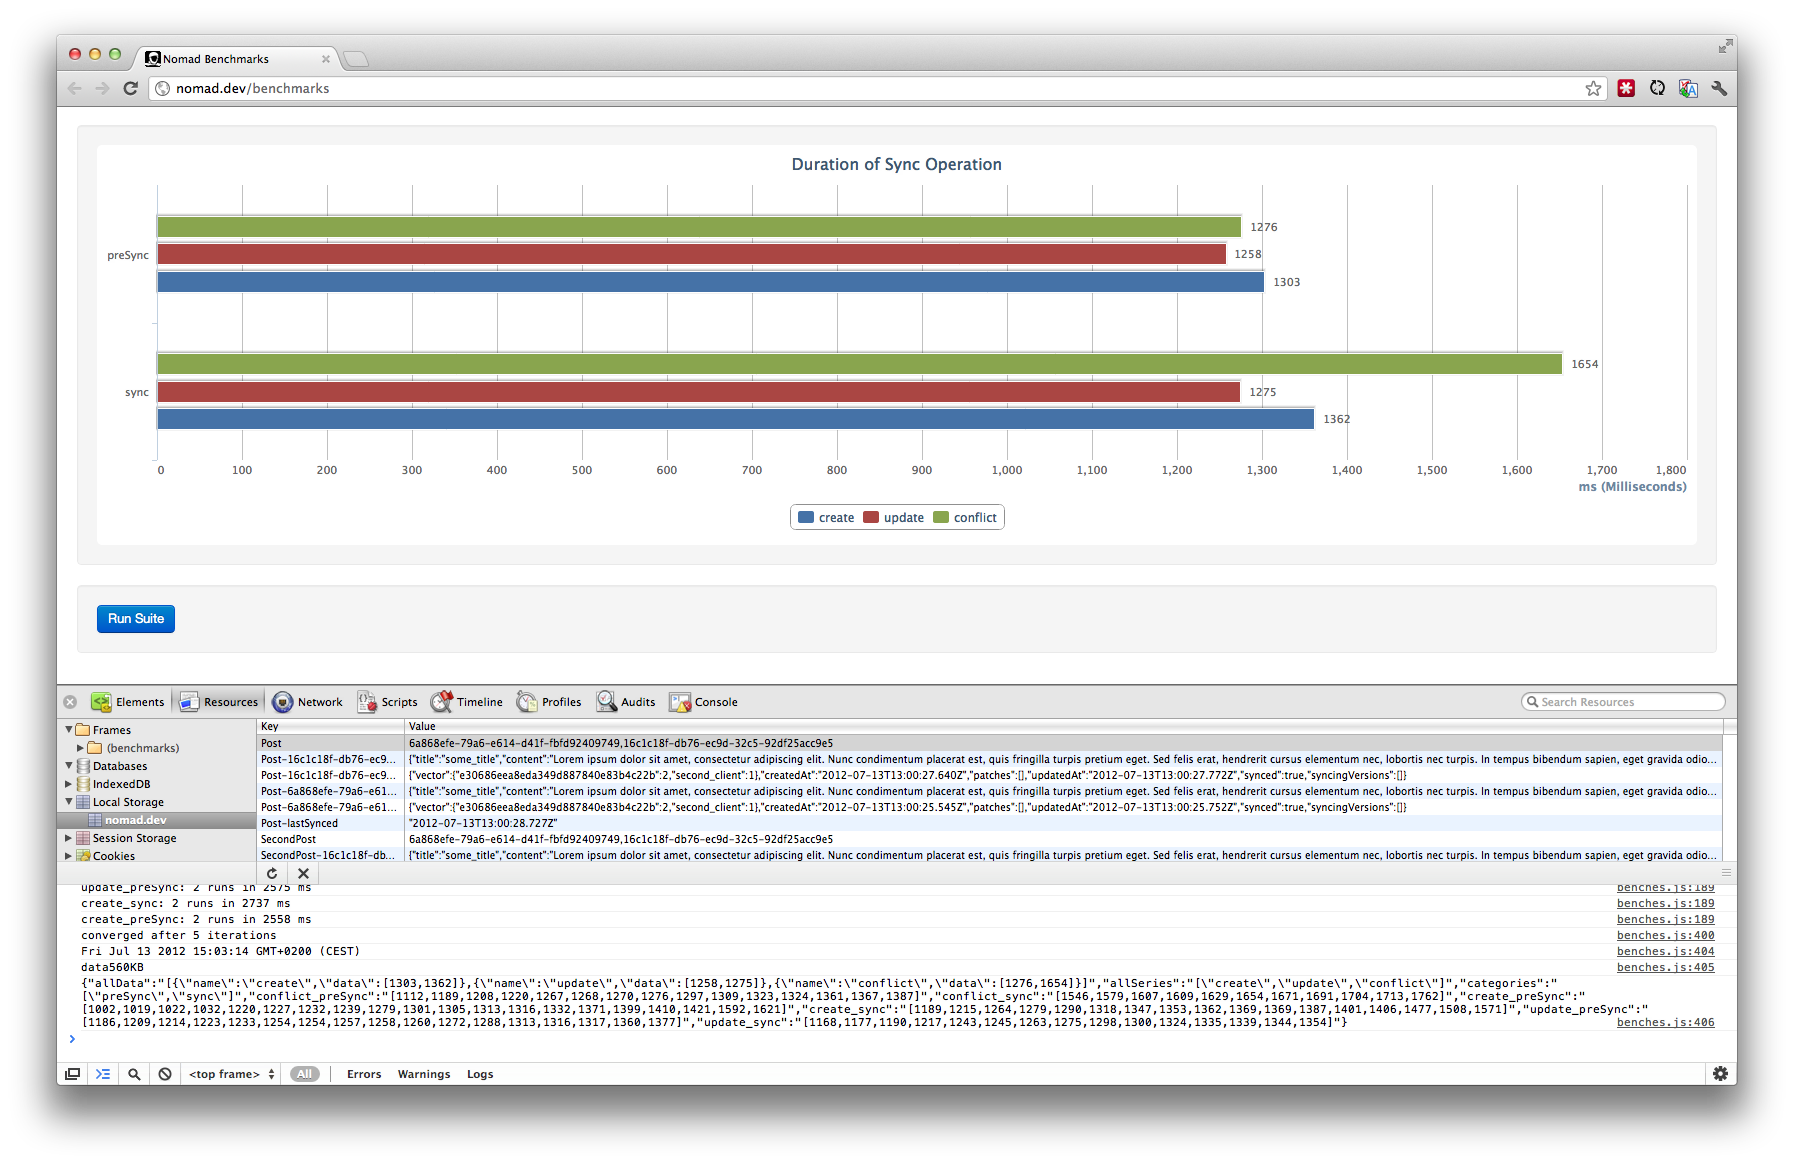 Nomad Benchmarks
nomad.dev/benchmarks
Duration of Sync Operation
preSync
1276
1258
1303
sync
1654
1275
1362
0 100 200 300 400 500 600 700 800 900 1,000 1,100 1,200 1,300 1,400 1,500 1,600 1,700 1,800
ms (Milliseconds)
create update conflict
Run Suite
Elements Resources Network Scripts Timeline Profiles Audits Console Search Resources
Frames
(benchmarks)
Databases
IndexedDB
Local Storage
nomad.dev
Session Storage
Cookies
Key Value
Post 6a868efe-79a6-e614-d41f-fbfd92409749,16c1c18f-db76-ec9d-32c5-92df25acc9e5
Post-16c1c18f-db76-ec9... {"title":"some_title","content":"Lorem ipsum dolor sit amet, consectetur adipiscing elit. Nunc condimentum placerat est, quis fringilla turpis pretium eget. Sed felis erat, hendrerit cursus elementum nec, lobortis nec turpis. In tempus bibendum sapien, eget gravida odio...
Post-16c1c18f-db76-ec9... {"vector":{"e30686eea8eda349d887840e83b4c22b":2,"second_client":1},"createdAt":"2012-07-13T13:00:27.640Z","patches":[],"updatedAt":"2012-07-13T13:00:27.772Z","synced":true,"syncingVersions":[]}
Post-6a868efe-79a6-e61... {"title":"some_title","content":"Lorem ipsum dolor sit amet, consectetur adipiscing elit. Nunc condimentum placerat est, quis fringilla turpis pretium eget. Sed felis erat, hendrerit cursus elementum nec, lobortis nec turpis. In tempus bibendum sapien, eget gravida odio...
Post-6a868efe-79a6-e61... {"vector":{"e30686eea8eda349d887840e83b4c22b":2,"second_client":1},"createdAt":"2012-07-13T13:00:25.545Z","patches":[],"updatedAt":"2012-07-13T13:00:25.752Z","synced":true,"syncingVersions":[]}
Post-lastSynced "2012-07-13T13:00:28.727Z"
SecondPost 6a868efe-79a6-e614-d41f-fbfd92409749,16c1c18f-db76-ec9d-32c5-92df25acc9e5
SecondPost-16c1c18f-db... {"title":"some_title","content":"Lorem ipsum dolor sit amet, consectetur adipiscing elit. Nunc condimentum placerat est, quis fringilla turpis pretium eget. Sed felis erat, hendrerit cursus elementum nec, lobortis nec turpis. In tempus bibendum sapien, eget gravida odio...
update_preSync: 2 runs in 2575 ms benches.js:189
create_sync: 2 runs in 2737 ms benches.js:189
create_preSync: 2 runs in 2558 ms benches.js:189
converged after 5 iterations benches.js:400
Fri Jul 13 2012 15:03:14 GMT+0200 (CEST) benches.js:404
data560KB benches.js:405
{"allData":"[{\"name\":\"create\",\"data\":[1303,1362]},{\"name\":\"update\",\"data\":[1258,1275]},{\"name\":\"conflict\",\"data\":[1276,1654]}]","allSeries":"[\"create\",\"update\",\"conflict\"]","categories":"
[\"preSync\",\"sync\"]","conflict_preSync":"[1112,1189,1208,1220,1267,1268,1270,1276,1297,1309,1323,1324,1361,1367,1387]","conflict_sync":"[1546,1579,1607,1609,1629,1654,1671,1691,1704,1713,1762]","create_preSync":"
[1002,1019,1022,1032,1220,1227,1232,1239,1279,1301,1305,1313,1316,1332,1371,1399,1410,1421,1592,1621]","create_sync":"[1189,1215,1264,1279,1290,1318,1347,1353,1362,1369,1369,1387,1401,1406,1477,1508,1571]","update_preSync":"
[1186,1209,1214,1223,1233,1254,1254,1257,1258,1260,1272,1288,1313,1316,1317,1360,1377]","update_sync":"[1168,1177,1190,1217,1243,1245,1263,1275,1298,1300,1324,1335,1339,1344,1354]"} benches.js:406
<top frame> All Errors Warnings Logs